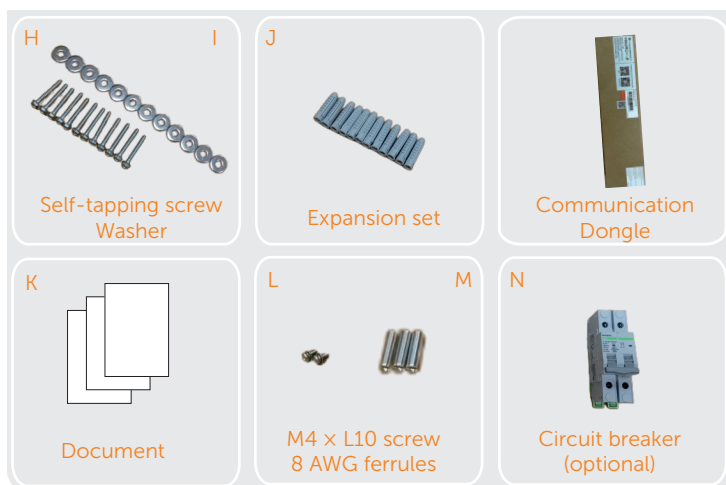 H I
Self-tapping screw
Washer
J
Expansion set
Communication
Dongle
K
Document
L M
M4 × L10 screw
8 AWG ferrules
N
Circuit breaker
(optional)